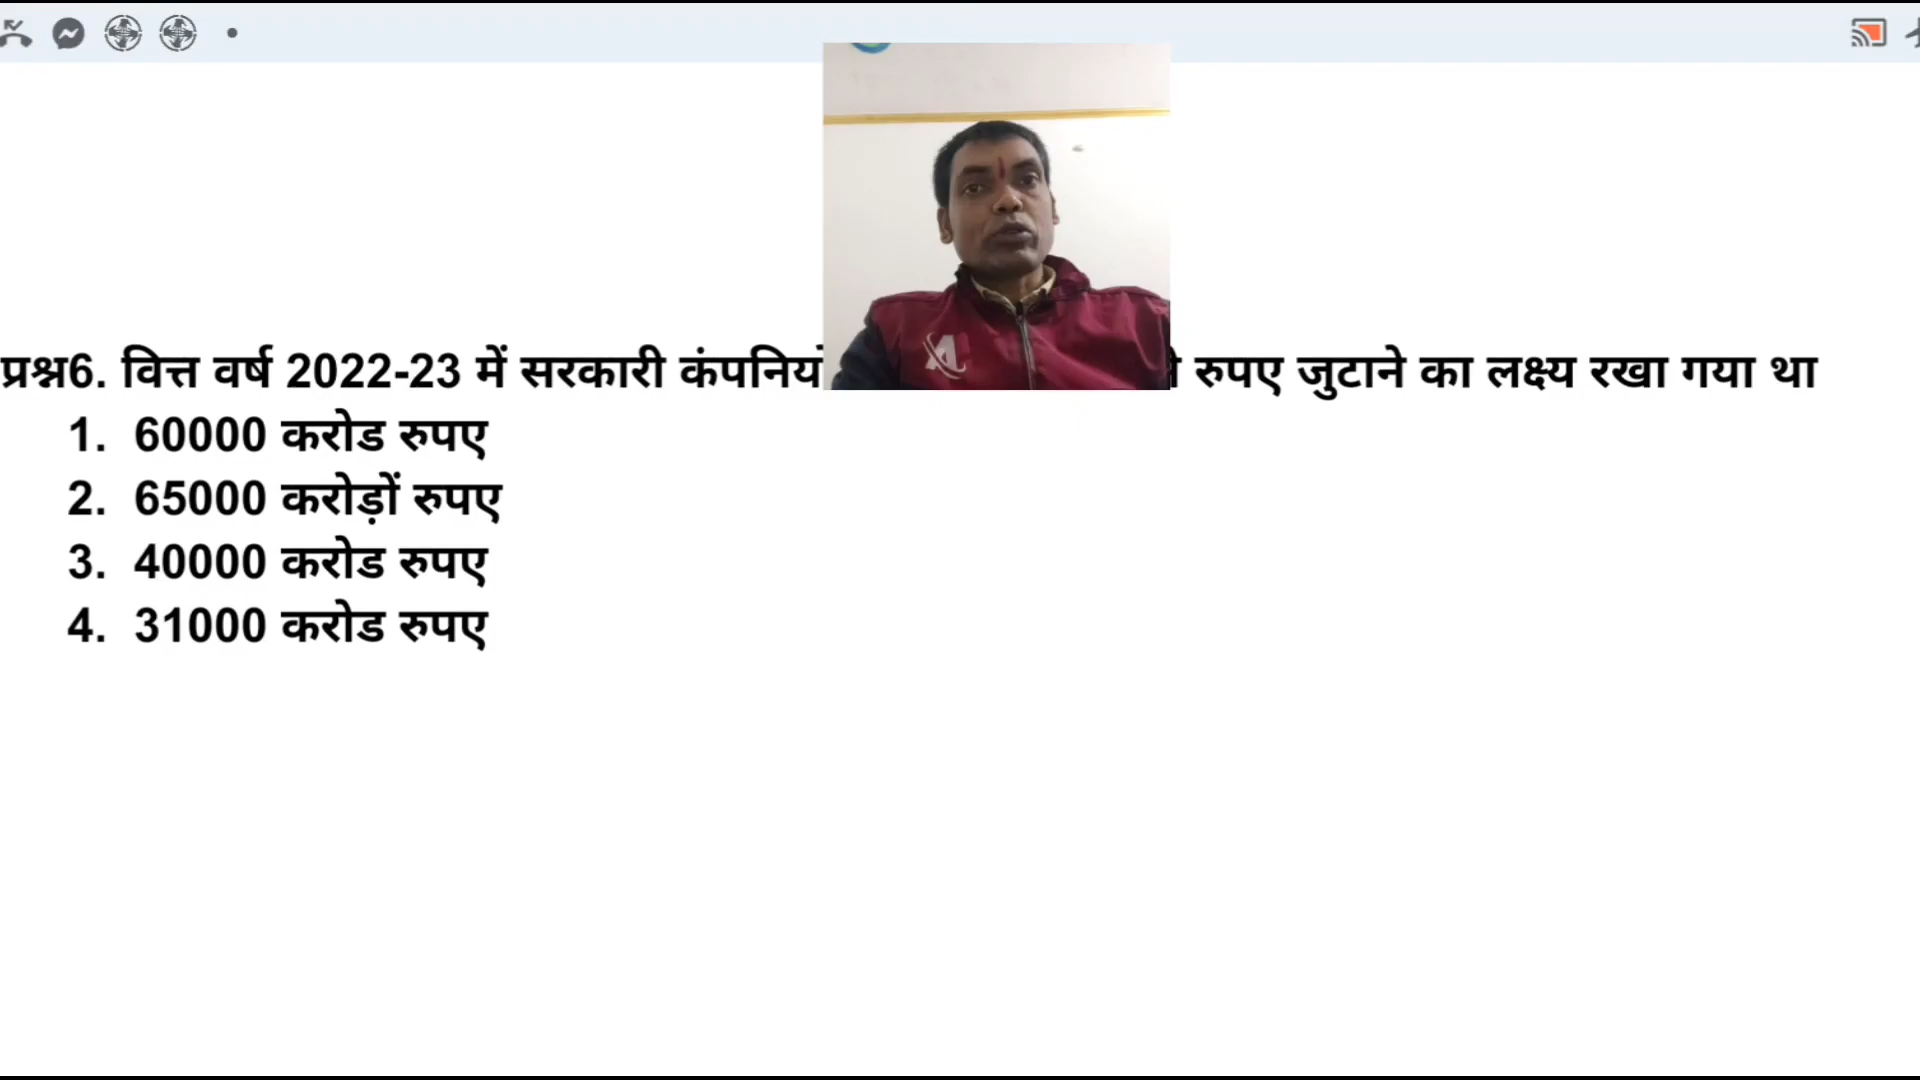 प्रश्न6. वित्त वर्ष 2022-23 में सरकारी रुपए जुटाने का लक्ष्य रखा गया था
1. 60000 करोड रुपए
2. 65000 करोड़ों रुपए
3. 40000 करोड रुपए
4. 31000 करोड रुपए